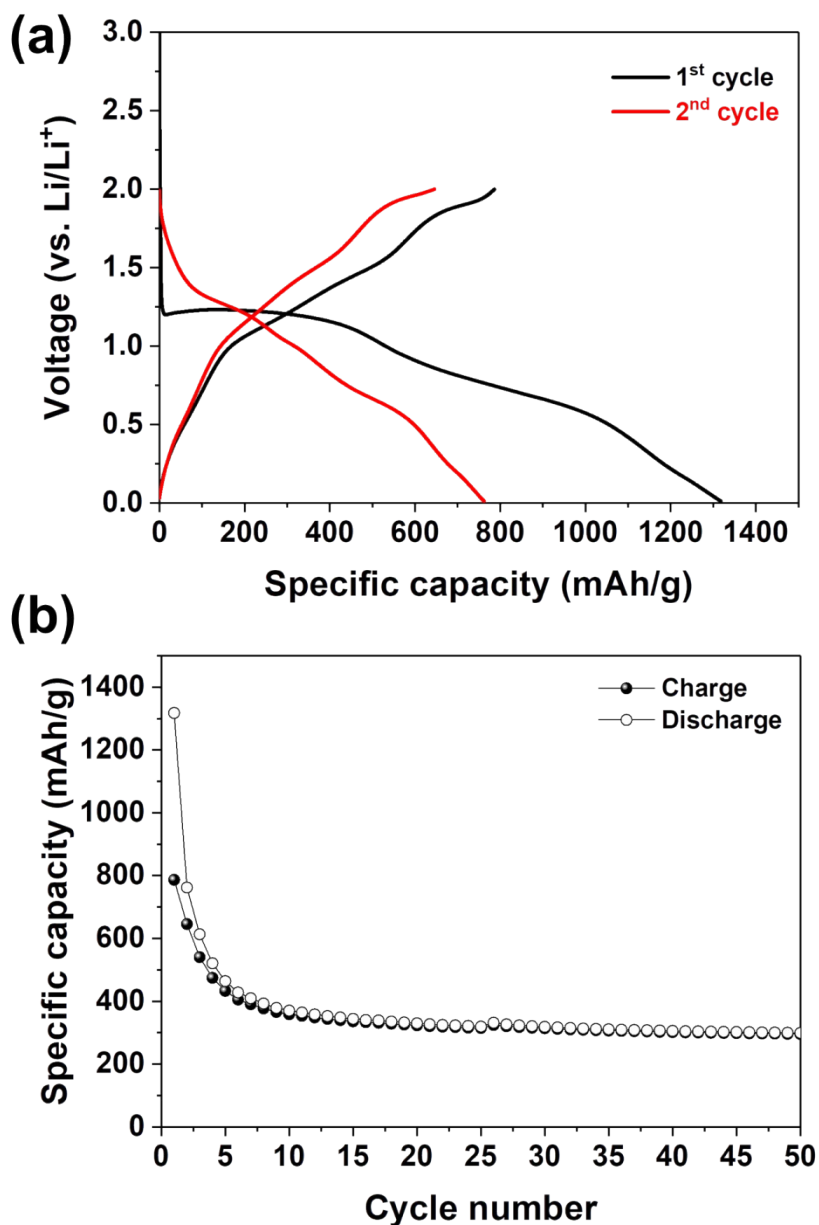 (a)
3.0
2.5
2.0
1.5
1.0
0.5
0.0
Voltage (vs. Li/Li⁺)
1ˢᵗ cycle
2ⁿᵈ cycle
0 200 400 600 800 1000 1200 1400
Specific capacity (mAh/g)
(b)
1400
1200
1000
800
600
400
200
0
Specific capacity (mAh/g)
Charge
Discharge
0 5 10 15 20 25 30 35 40 45 50
Cycle number